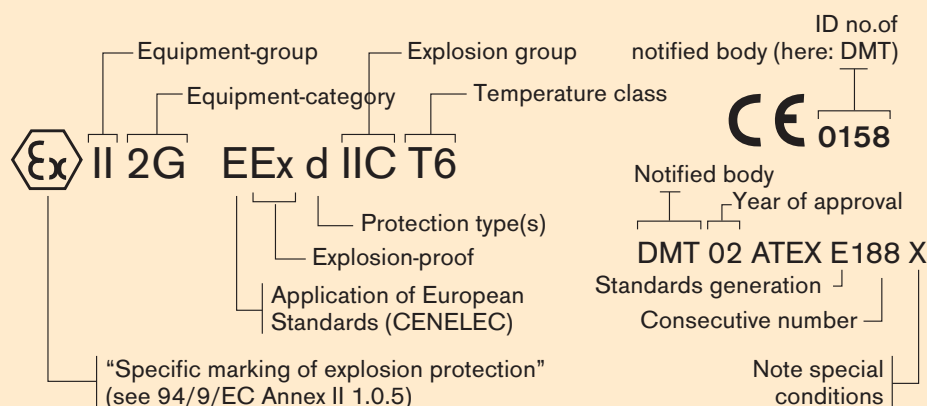 Equipment-group
Equipment-category
Explosion group
Temperature class
Ex II 2G EEx d IIC T6
Protection type(s)
Explosion-proof
Application of European
Standards (CENELEC)
“Specific marking of explosion protection”
(see 94/9/EC Annex II 1.0.5)
ID no.of
notified body (here: DMT)
CE 0158
Notified body
Year of approval
DMT 02 ATEX E188 X
Standards generation
Consecutive number
Note special
conditions